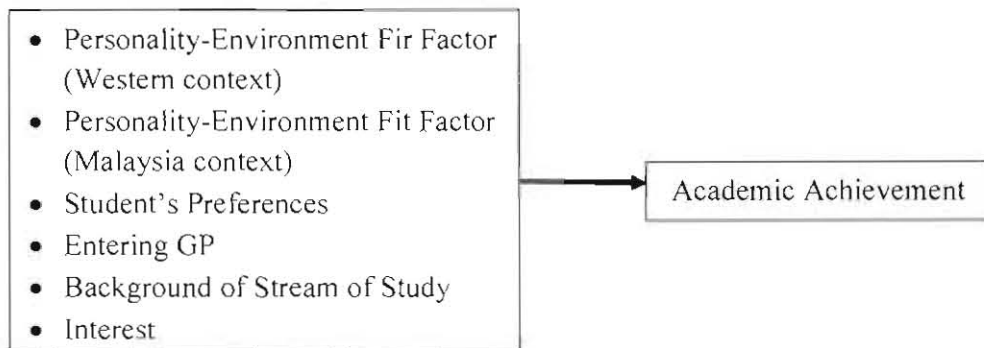 • Personality-Environment Fir Factor
(Western context)
• Personality-Environment Fit Factor
(Malaysia context)
• Student's Preferences
• Entering GP
• Background of Stream of Study
• Interest
Academic Achievement